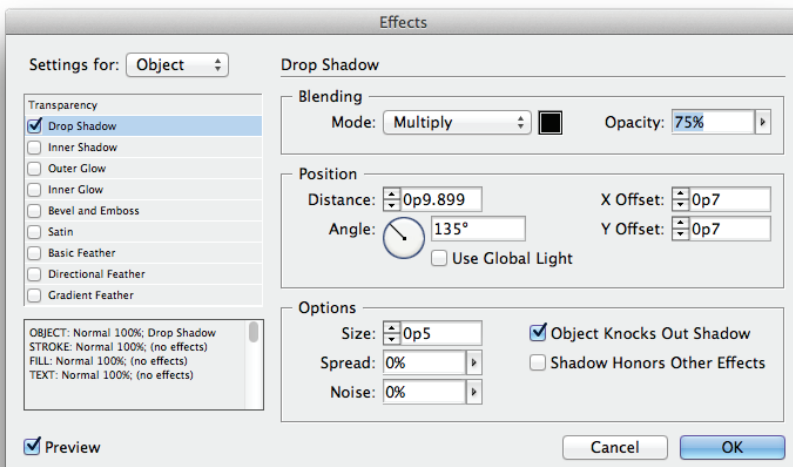 Effects
Settings for: Object
Transparency
Drop Shadow
Inner Shadow
Outer Glow
Inner Glow
Bevel and Emboss
Satin
Basic Feather
Directional Feather
Gradient Feather
OBJECT: Normal 100%; Drop Shadow
STROKE: Normal 100%; (no effects)
FILL: Normal 100%; (no effects)
TEXT: Normal 100%; (no effects)
Preview
Drop Shadow
Blending
Mode: Multiply Opacity: 75%
Position
Distance: 0p9.899 X Offset: 0p7
Angle: 135° Y Offset: 0p7
Use Global Light
Options
Size: 0p5 Object Knocks Out Shadow
Spread: 0% Shadow Honors Other Effects
Noise: 0%
Cancel OK